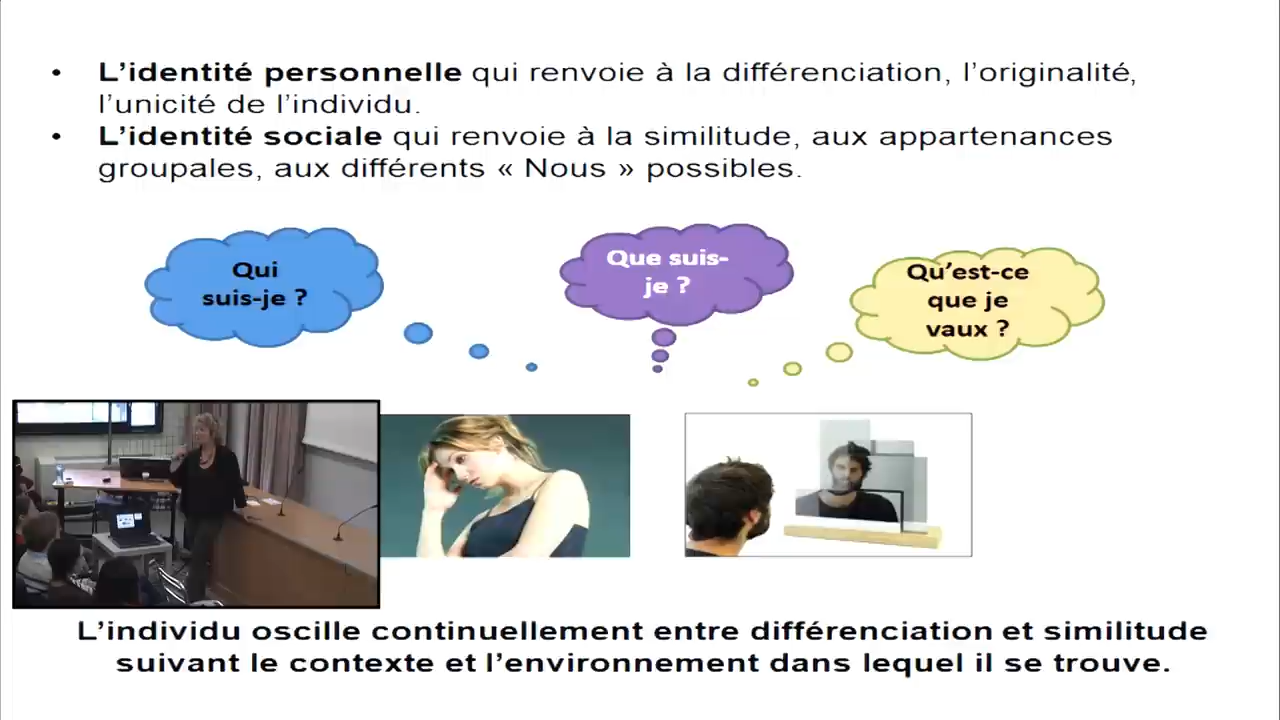 • L'identité personnelle qui renvoie à la différenciation, l'originalité,
l'unicité de l'individu.
• L'identité sociale qui renvoie à la similitude, aux appartenances
groupales, aux différents « Nous » possibles.
Qui
suis-je ?
Que suis-
je ?
Qu'est-ce
que je
vaux ?
L'individu oscille continuellement entre différenciation et similitude
suivant le contexte et l'environnement dans lequel il se trouve.